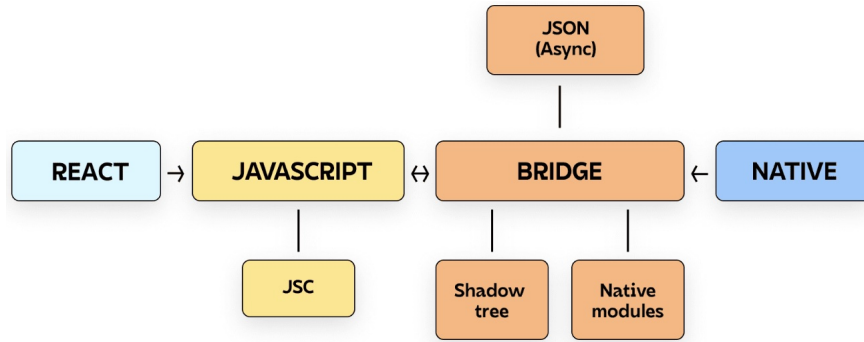 JSON
(Async)
REACT
JAVASCRIPT
BRIDGE
NATIVE
JSC
Shadow
tree
Native
modules